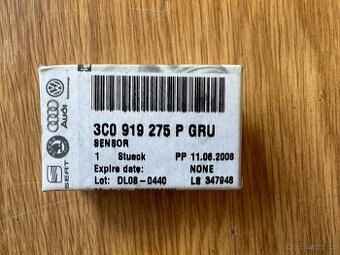 3C0 919 275 P GRU
SENSOR
1 Stueck PP 11.06.2008
Expire date: NONE
Lot: DL08-0440 L8 347948
Audi
SEAT